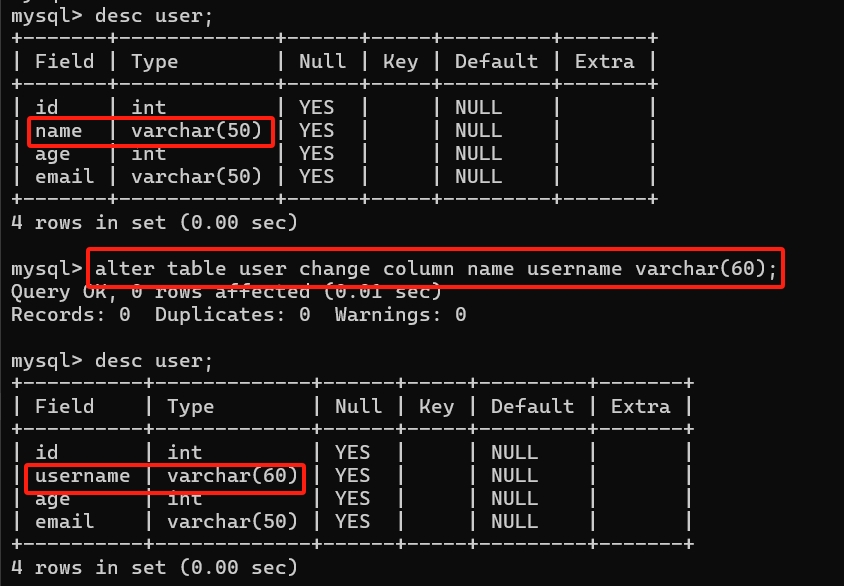 mysql> desc user;
+-------+-------------+------+-----+---------+-------+
| Field | Type        | Null | Key | Default | Extra |
+-------+-------------+------+-----+---------+-------+
| id    | int         | YES  |     | NULL    |       |
| name  | varchar(50) | YES  |     | NULL    |       |
| age   | int         | YES  |     | NULL    |       |
| email | varchar(50) | YES  |     | NULL    |       |
+-------+-------------+------+-----+---------+-------+
4 rows in set (0.00 sec)
mysql> alter table user change column name username varchar(60);
Query OK, 0 rows affected (0.01 sec)
Records: 0  Duplicates: 0  Warnings: 0
mysql> desc user;
+----------+-------------+------+-----+---------+-------+
| Field    | Type        | Null | Key | Default | Extra |
+----------+-------------+------+-----+---------+-------+
| id       | int         | YES  |     | NULL    |       |
| username | varchar(60) | YES  |     | NULL    |       |
| age      | int         | YES  |     | NULL    |       |
| email    | varchar(50) | YES  |     | NULL    |       |
+----------+-------------+------+-----+---------+-------+
4 rows in set (0.00 sec)